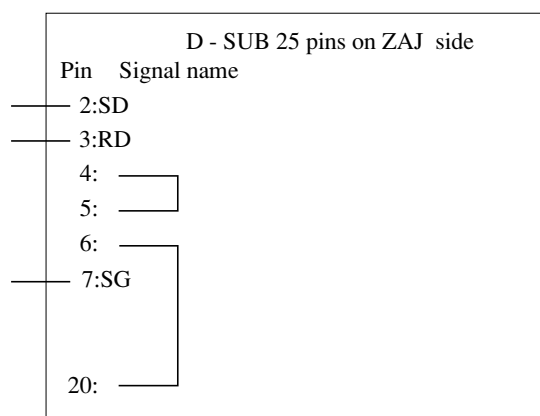 D - SUB 25 pins on ZAJ side
Pin Signal name
2:SD
3:RD
4:
5:
6:
7:SG
20: